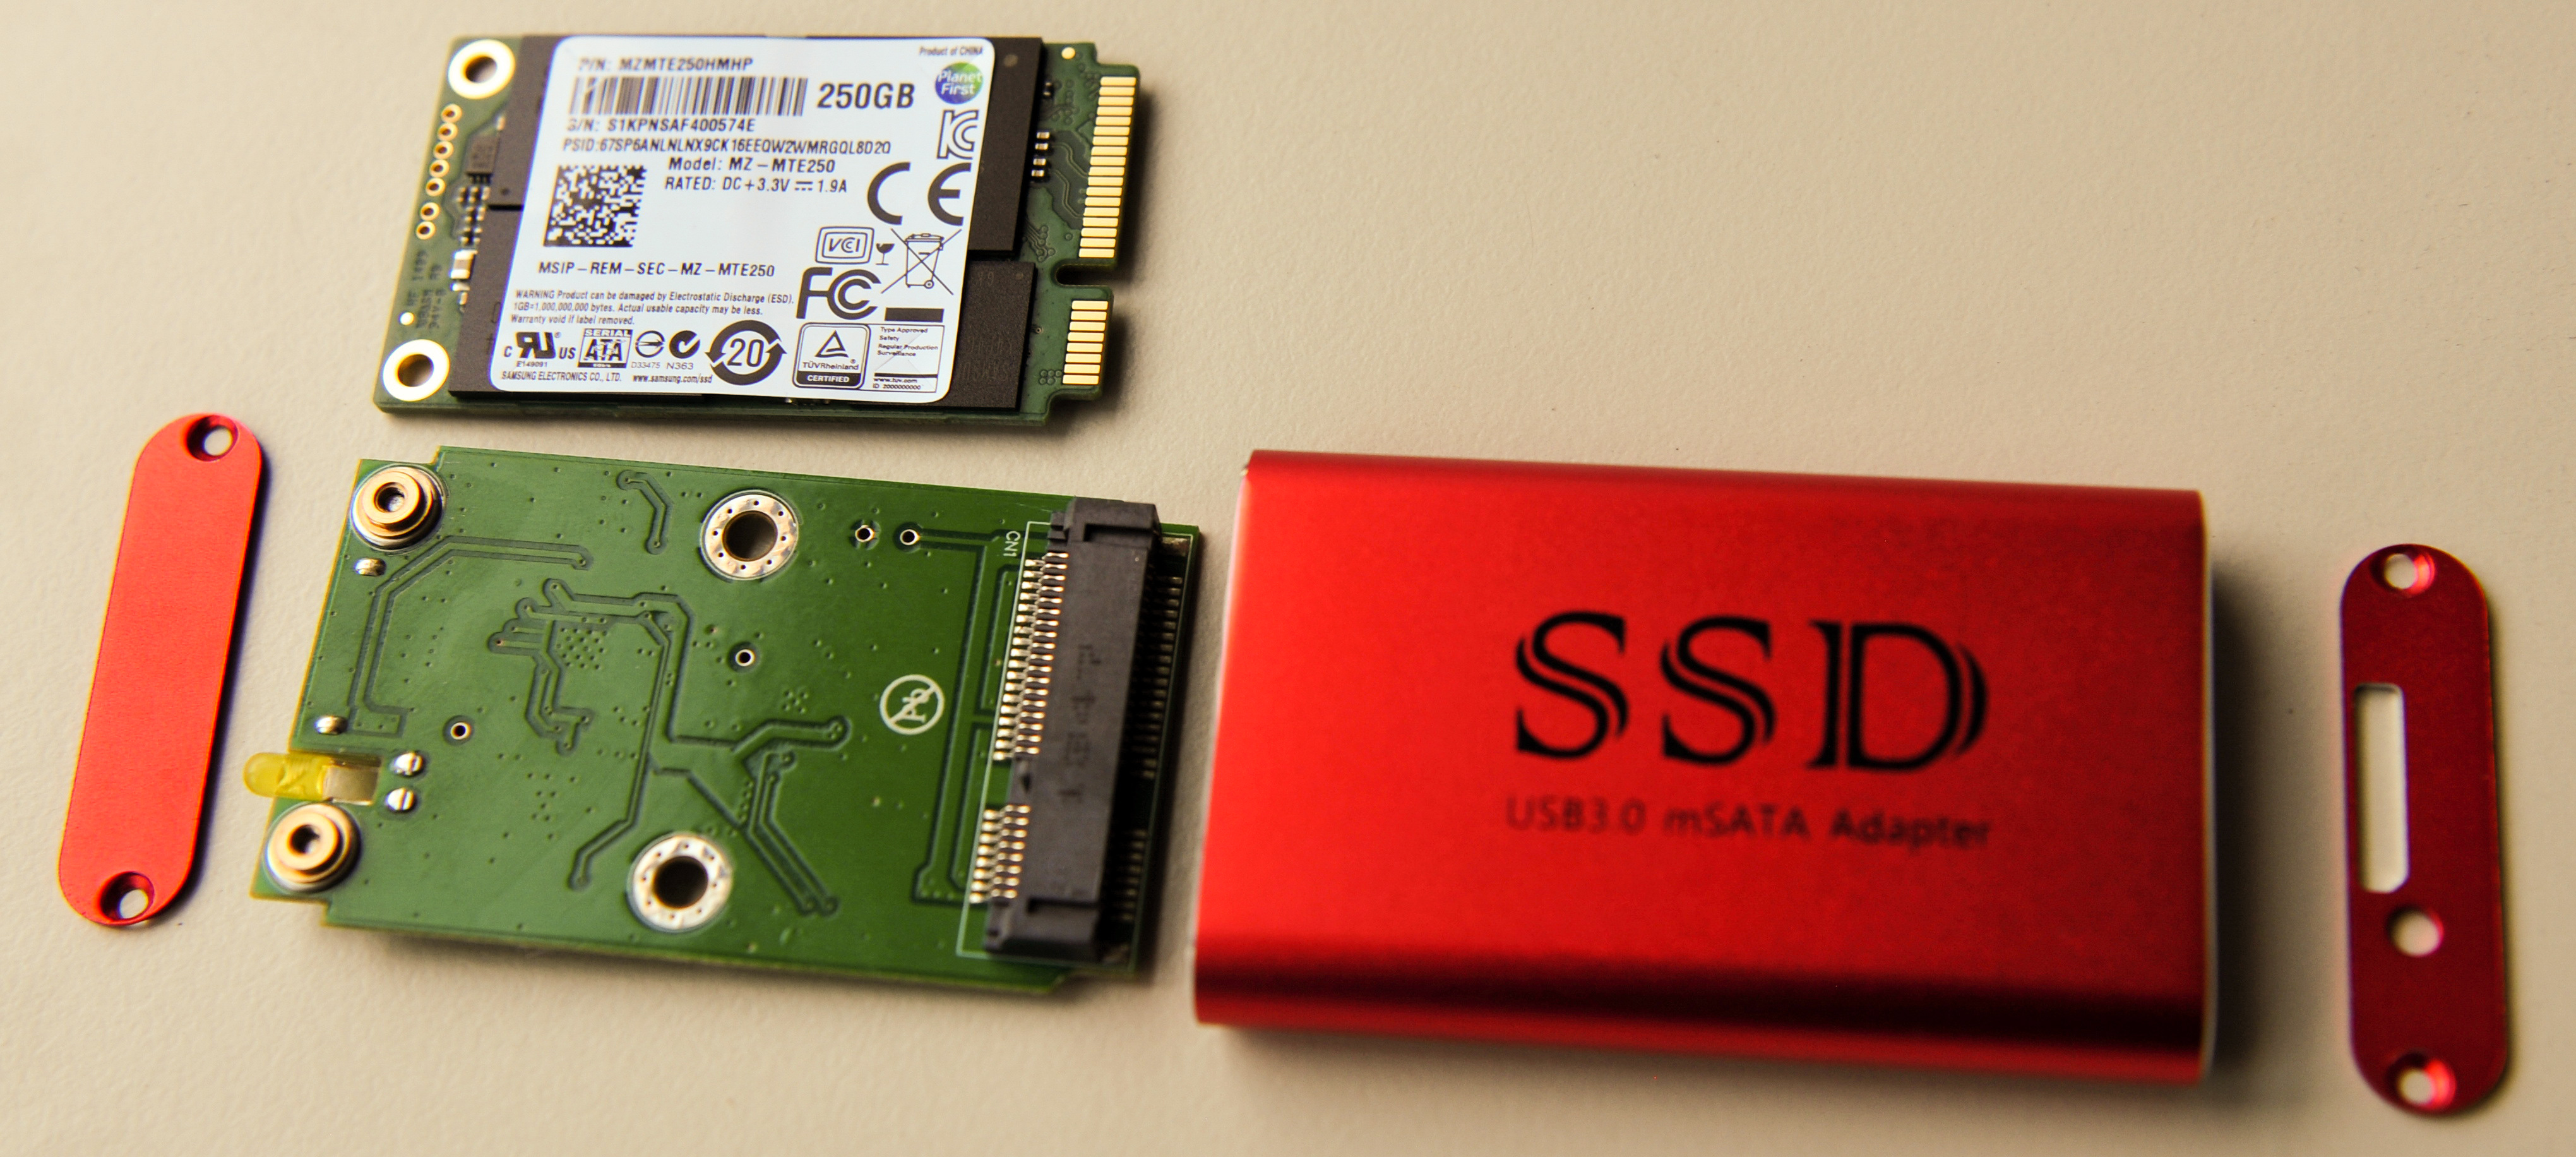 P/N: MZMTE250HMHP
Product of CHINA
Planet
First
250GB
S/N: S1KPNSAF400574E
PSID:67SP6ANLNLNX9CK16EEQW2WMRGQL8D2Q
Model: MZ-MTE250
RATED: DC+3.3V ⎓ 1.9A
CE
VCI
MSIP-REM-SEC-MZ-MTE250
FC
WARNING Product can be damaged by Electrostatic Discharge (ESD).
1GB=1,000,000,000 bytes. Actual usable capacity may be less.
Warranty void if label removed.
C US
E149091
SERIAL
ATA
D33475 N363
20
TÜVRheinland
CERTIFIED
Type Approved
Safety
Regular Production
Surveillance
www.tuv.com
ID 2000000000
SAMSUNG ELECTRONICS CO., LTD. www.samsung.com/ssd
CN1
SSD
USB3.0 mSATA Adapter